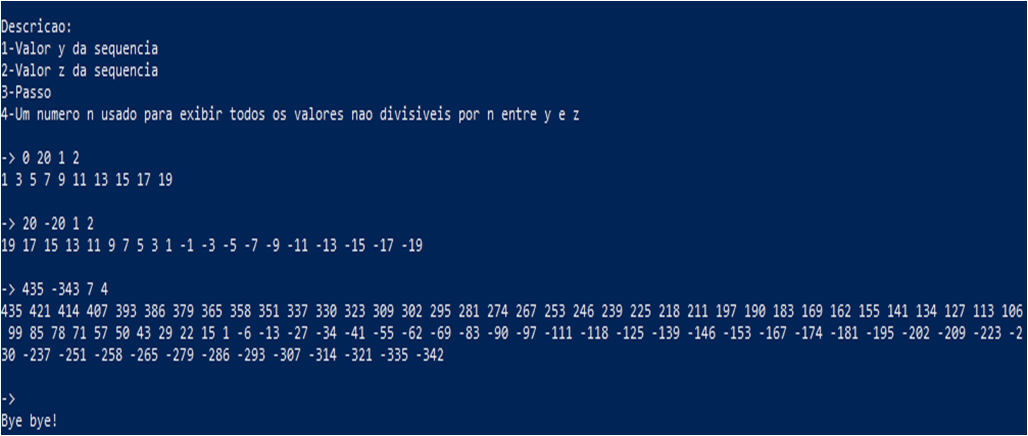 Descricao:
1-Valor y da sequencia
2-Valor z da sequencia
3-Passo
4-Um numero n usado para exibir todos os valores nao divisiveis por n entre y e z
-> 0 20 1 2
1 3 5 7 9 11 13 15 17 19
-> 20 -20 1 2
19 17 15 13 11 9 7 5 3 1 -1 -3 -5 -7 -9 -11 -13 -15 -17 -19
-> 435 -343 7 4
435 421 414 407 393 386 379 365 358 351 337 330 323 309 302 295 281 274 267 253 246 239 225 218 211 197 190 183 169 162 155 141 134 127 113 106
99 85 78 71 57 50 43 29 22 15 1 -6 -13 -27 -34 -41 -55 -62 -69 -83 -90 -97 -111 -118 -125 -139 -146 -153 -167 -174 -181 -195 -202 -209 -223 -2
30 -237 -251 -258 -265 -279 -286 -293 -307 -314 -321 -335 -342
->
Bye bye!